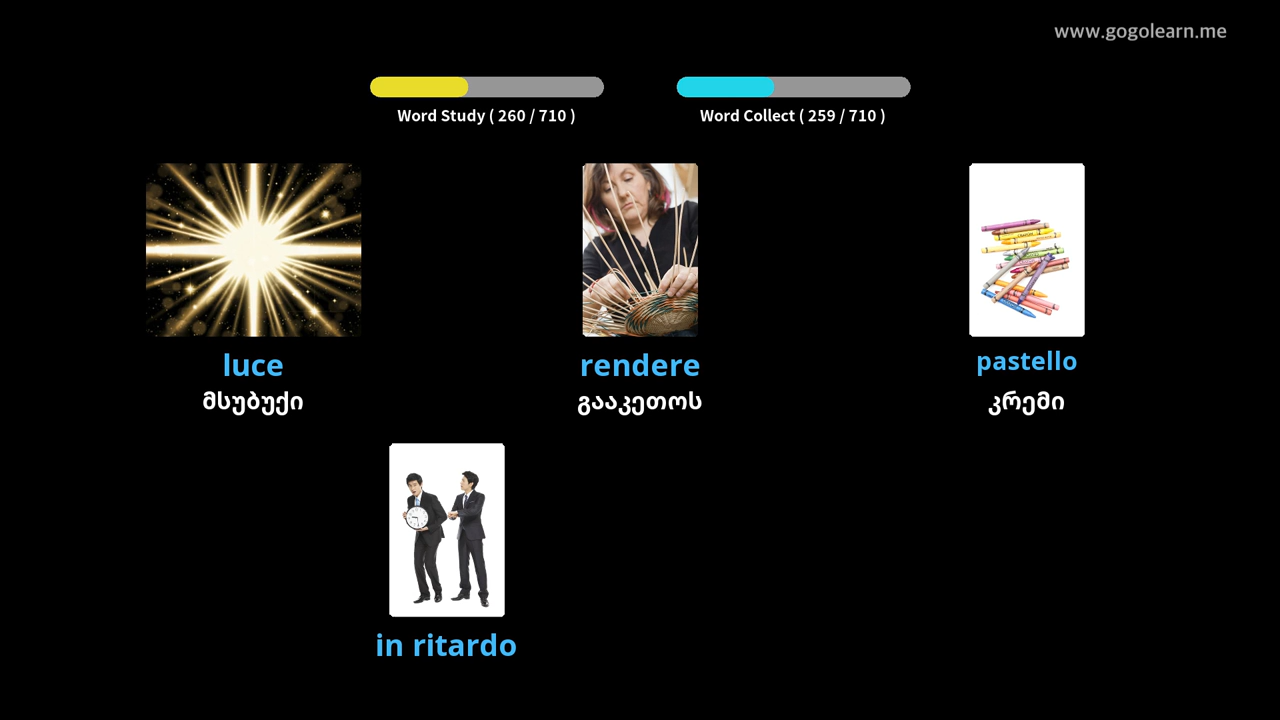 www.gogolearn.me
Word Study ( 260 / 710 )
Word Collect ( 259 / 710 )
luce
მსუბუქი
rendere
გააკეთოს
pastello
კრემი
in ritardo